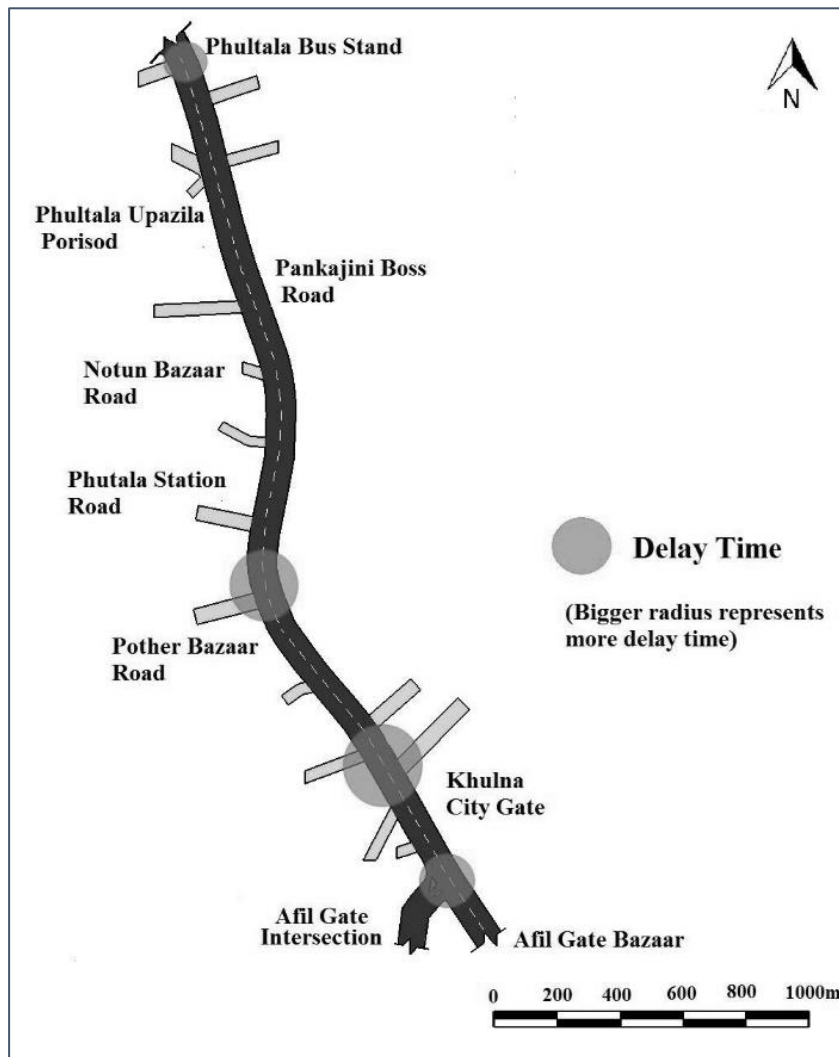 Phultala Bus Stand
N
Phultala Upazila
Porisod
Pankajini Boss
Road
Notun Bazaar
Road
Phutala Station
Road
Delay Time
(Bigger radius represents
more delay time)
Pother Bazaar
Road
Khulna
City Gate
Afil Gate
Intersection
Afil Gate Bazaar
0 200 400 600 800 1000m